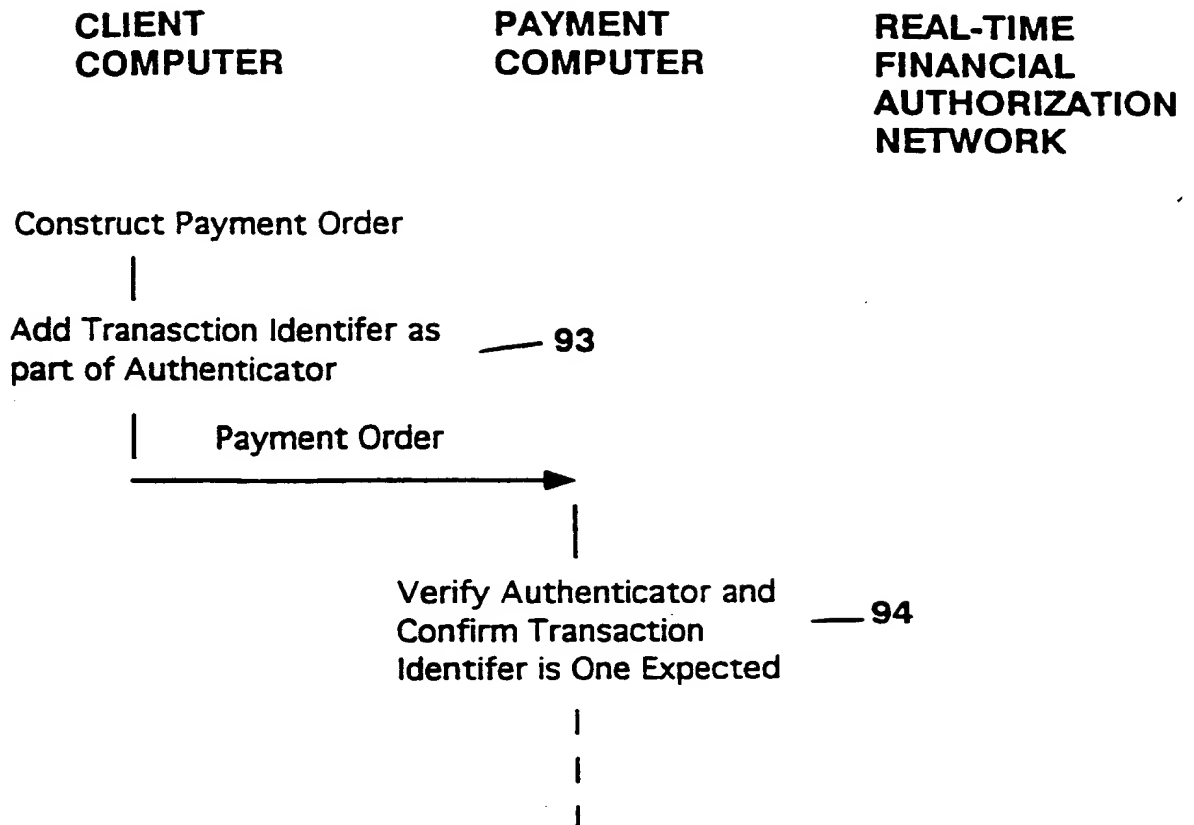 CLIENT
COMPUTER
PAYMENT
COMPUTER
REAL-TIME
FINANCIAL
AUTHORIZATION
NETWORK
Construct Payment Order
Add Tranasction Identifer as
part of Authenticator
93
Payment Order
Verify Authenticator and
Confirm Transaction
Identifer is One Expected
94